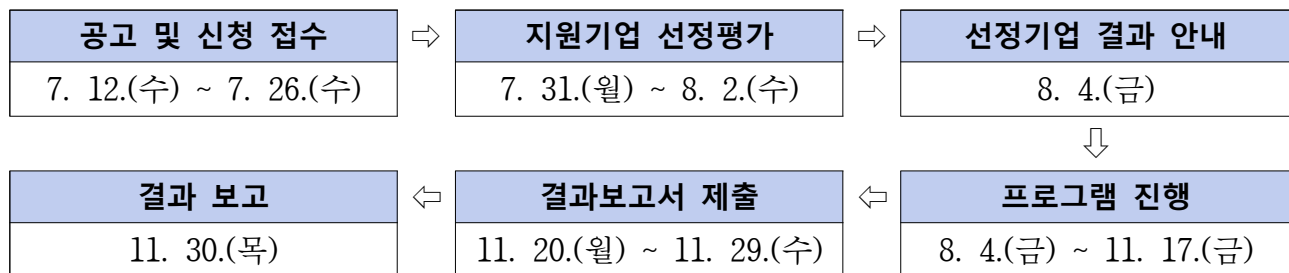 공고 및 신청 접수 ⇨ 지원기업 선정평가 ⇨ 선정기업 결과 안내
7. 12.(수) ~ 7. 26.(수) 7. 31.(월) ~ 8. 2.(수) 8. 4.(금)
⇩
결과 보고 ⇦ 결과보고서 제출 ⇦ 프로그램 진행
11. 30.(목) 11. 20.(월) ~ 11. 29.(수) 8. 4.(금) ~ 11. 17.(금)